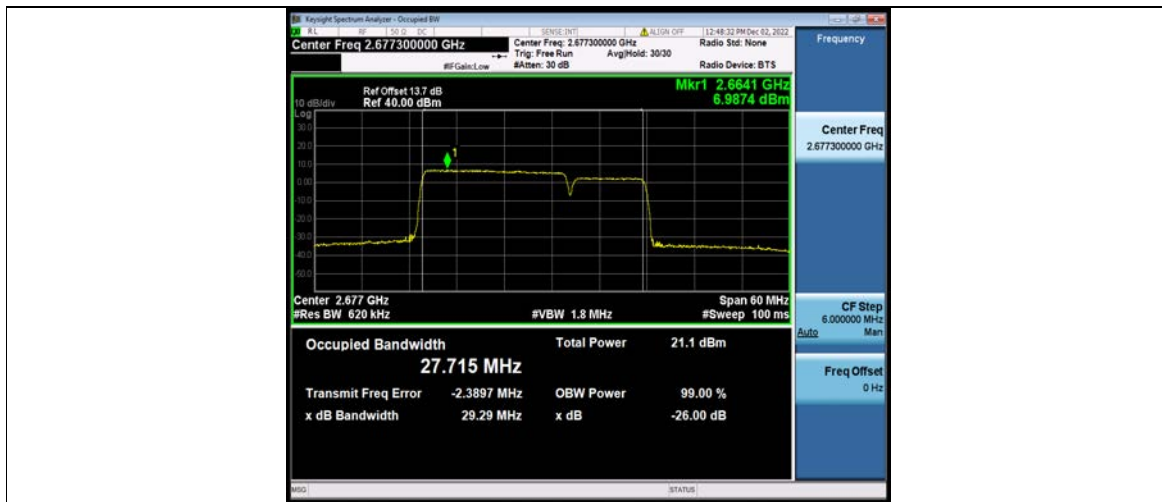 Keysight Spectrum Analyzer - Occupied BW
RL RF 50 Ω DC SENSE:INT ALIGN OFF 12:48:32 PM Dec 02, 2022
Center Freq 2.677300000 GHz
Center Freq: 2.677300000 GHz
Radio Std: None
Trig: Free Run Avg|Hold: 30/30
#IFGain:Low #Atten: 30 dB Radio Device: BTS
Mkr1 2.6641 GHz
6.9874 dBm
Ref Offset 13.7 dB
10 dB/div Ref 40.00 dBm
Log
30.0
20.0
10.0
0.00
-10.0
-20.0
-30.0
-40.0
-50.0
1
Center 2.677 GHz Span 60 MHz
#Res BW 620 kHz #VBW 1.8 MHz #Sweep 100 ms
Occupied Bandwidth Total Power 21.1 dBm
27.715 MHz
Transmit Freq Error -2.3897 MHz OBW Power 99.00 %
x dB Bandwidth 29.29 MHz x dB -26.00 dB
MSG STATUS
Frequency
Center Freq
2.677300000 GHz
CF Step
6.000000 MHz
Auto Man
Freq Offset
0 Hz